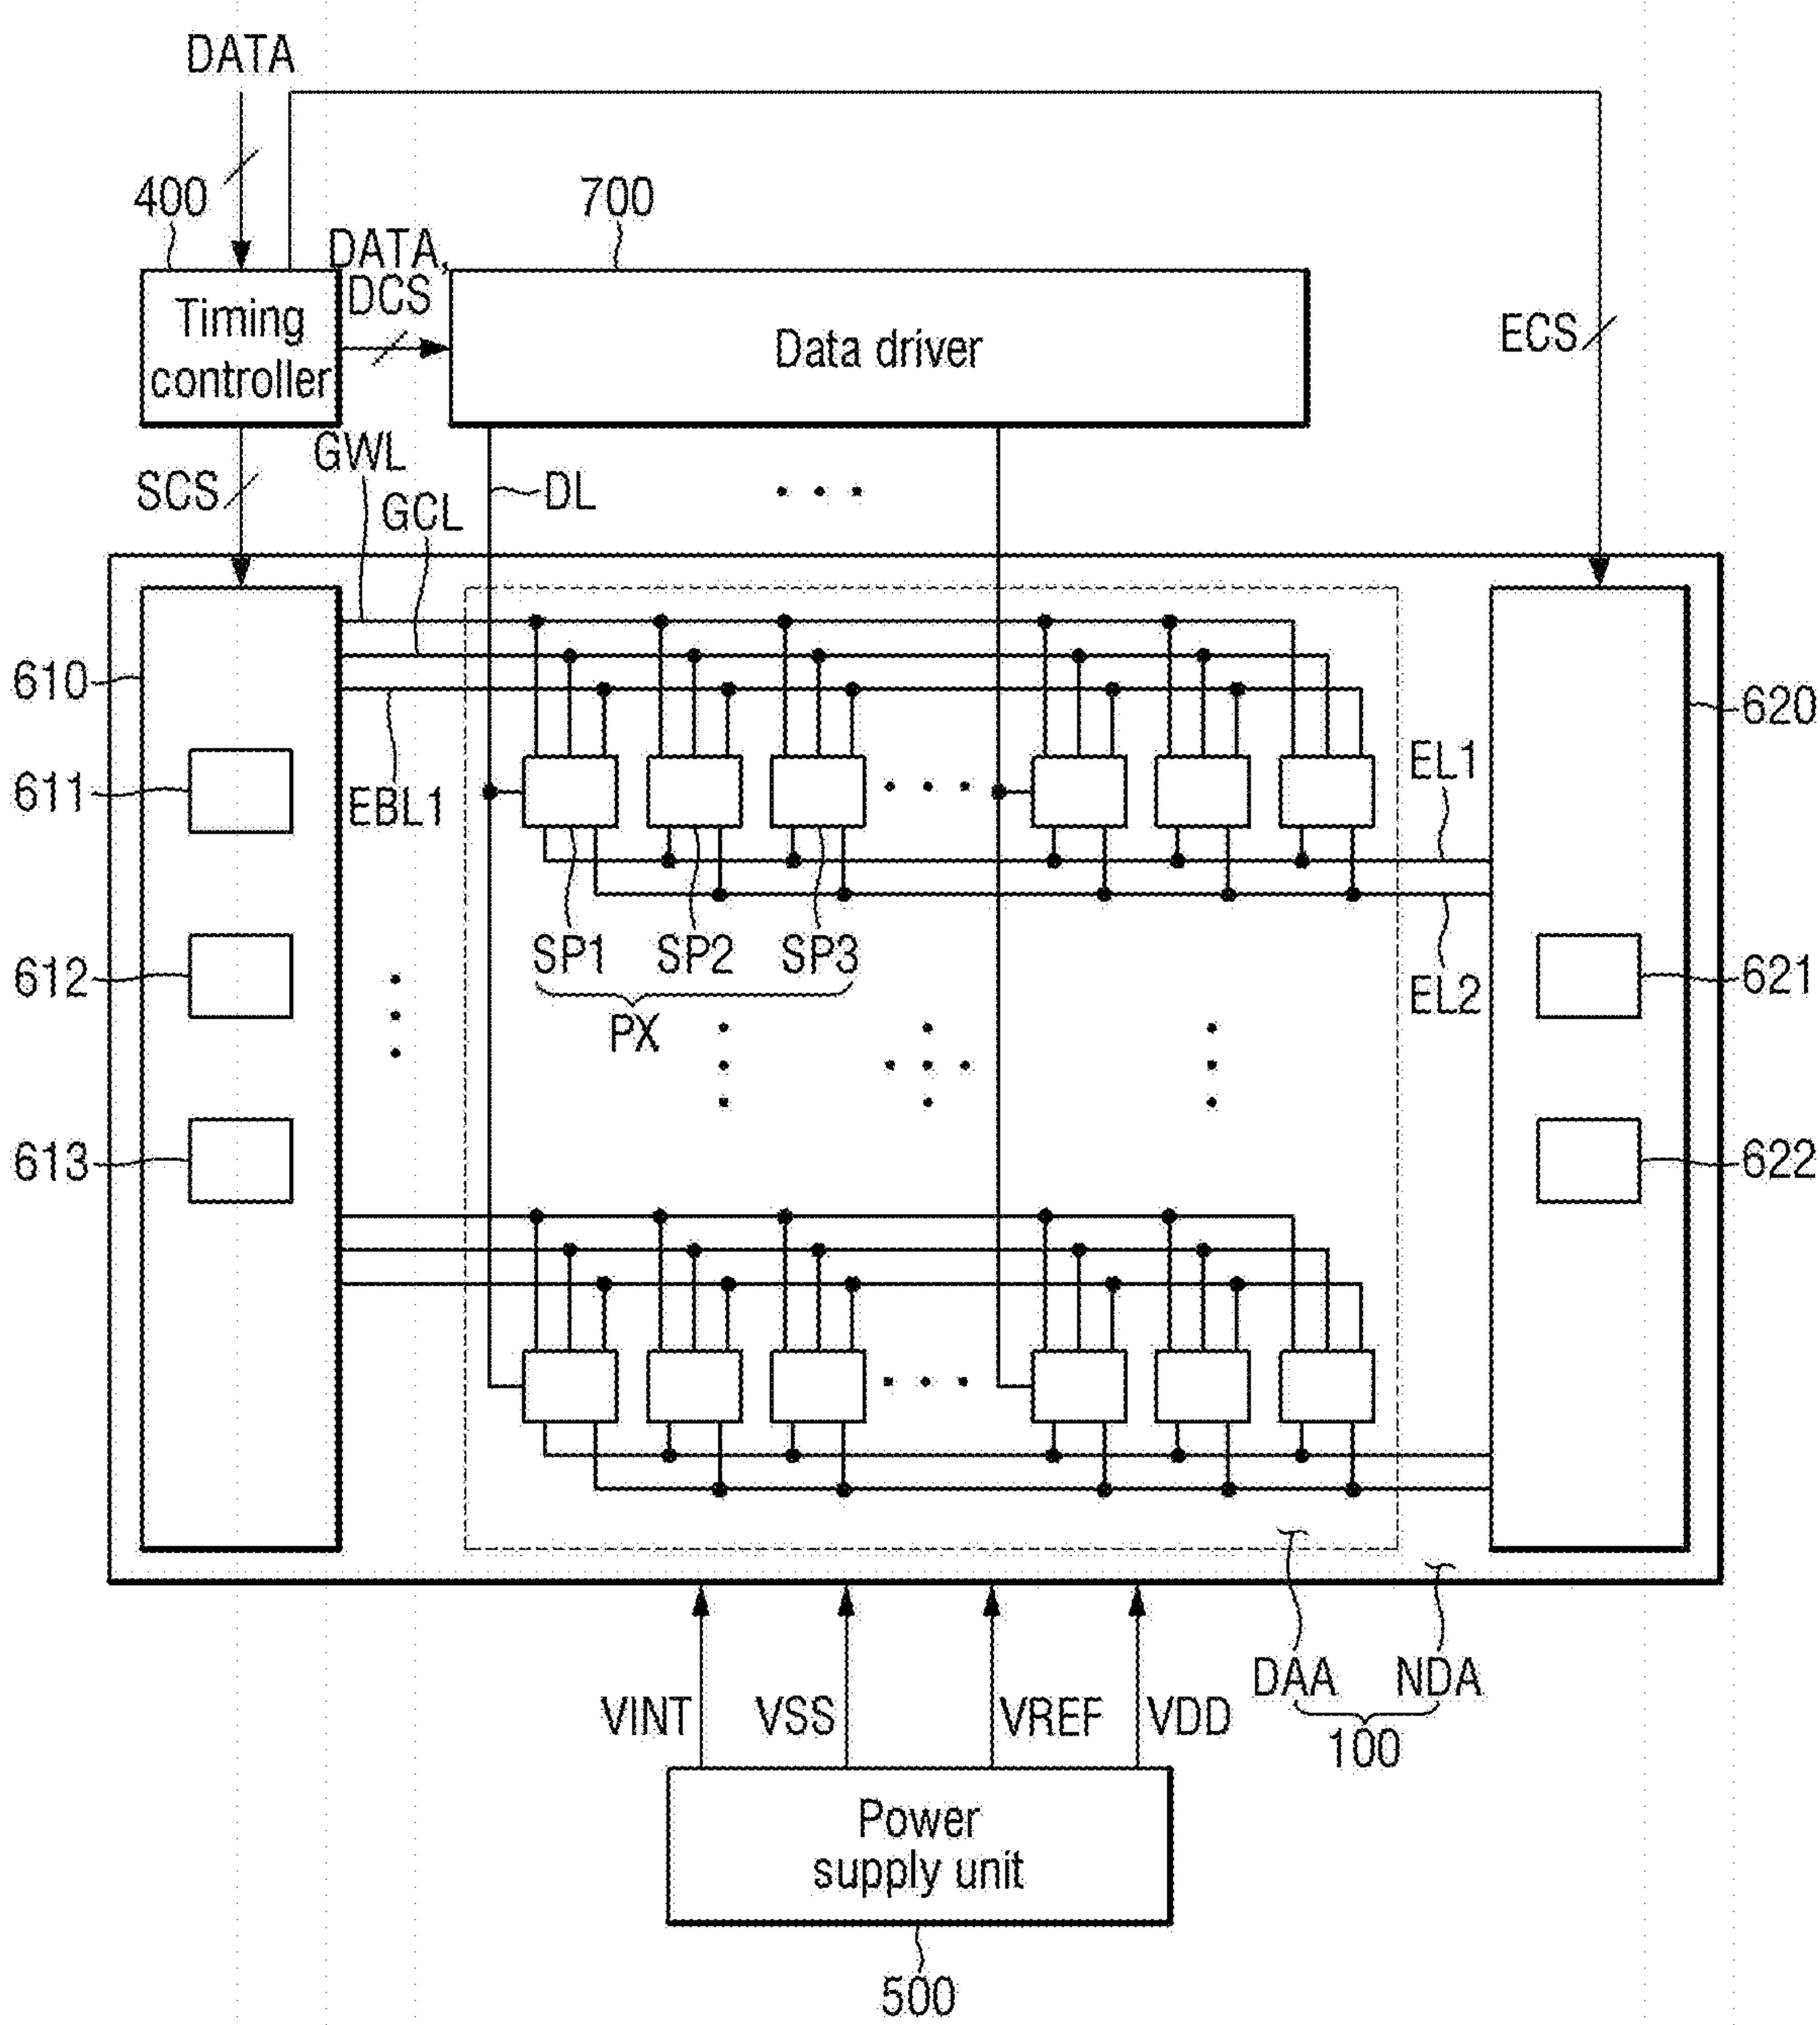 DATA
400
700
DATA,
DCS
Timing
controller
Data driver
ECS
GWL
SCS
DL
GCL
610
620
611
EBL1
EL1
SP1 SP2 SP3
612
621
EL2
PX
613
622
DAA NDA
VINT VSS VREF VDD
100
Power
supply unit
500